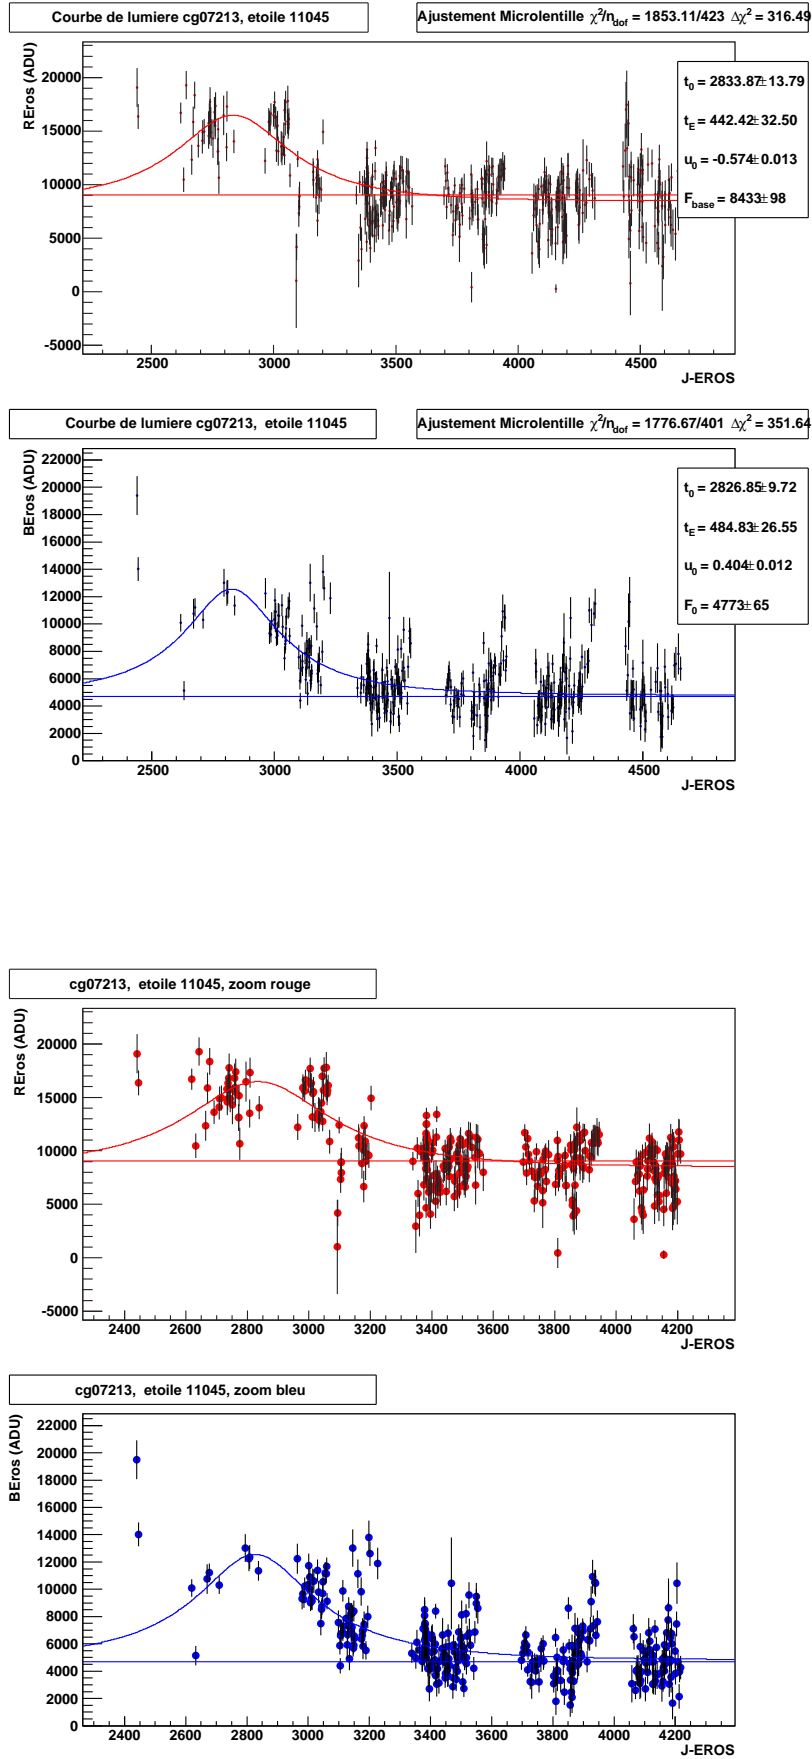 Courbe de lumiere cg07213, etoile 11045
Ajustement Microlentille χ²/n_dof = 1853.11/423 Δχ² = 316.49
REros (ADU)
20000
15000
10000
5000
0
-5000
t_0 = 2833.87±13.79
t_E = 442.42±32.50
u_0 = -0.574±0.013
F_base = 8433±98
2500 3000 3500 4000 4500
J-EROS
Courbe de lumiere cg07213, etoile 11045
Ajustement Microlentille χ²/n_dof = 1776.67/401 Δχ² = 351.64
BEros (ADU)
22000
20000
18000
16000
14000
12000
10000
8000
6000
4000
2000
0
t_0 = 2826.85±9.72
t_E = 484.83±26.55
u_0 = 0.404±0.012
F_0 = 4773±65
2500 3000 3500 4000 4500
J-EROS
cg07213, etoile 11045, zoom rouge
REros (ADU)
20000
15000
10000
5000
0
-5000
2400 2600 2800 3000 3200 3400 3600 3800 4000 4200
J-EROS
cg07213, etoile 11045, zoom bleu
BEros (ADU)
22000
20000
18000
16000
14000
12000
10000
8000
6000
4000
2000
0
2400 2600 2800 3000 3200 3400 3600 3800 4000 4200
J-EROS